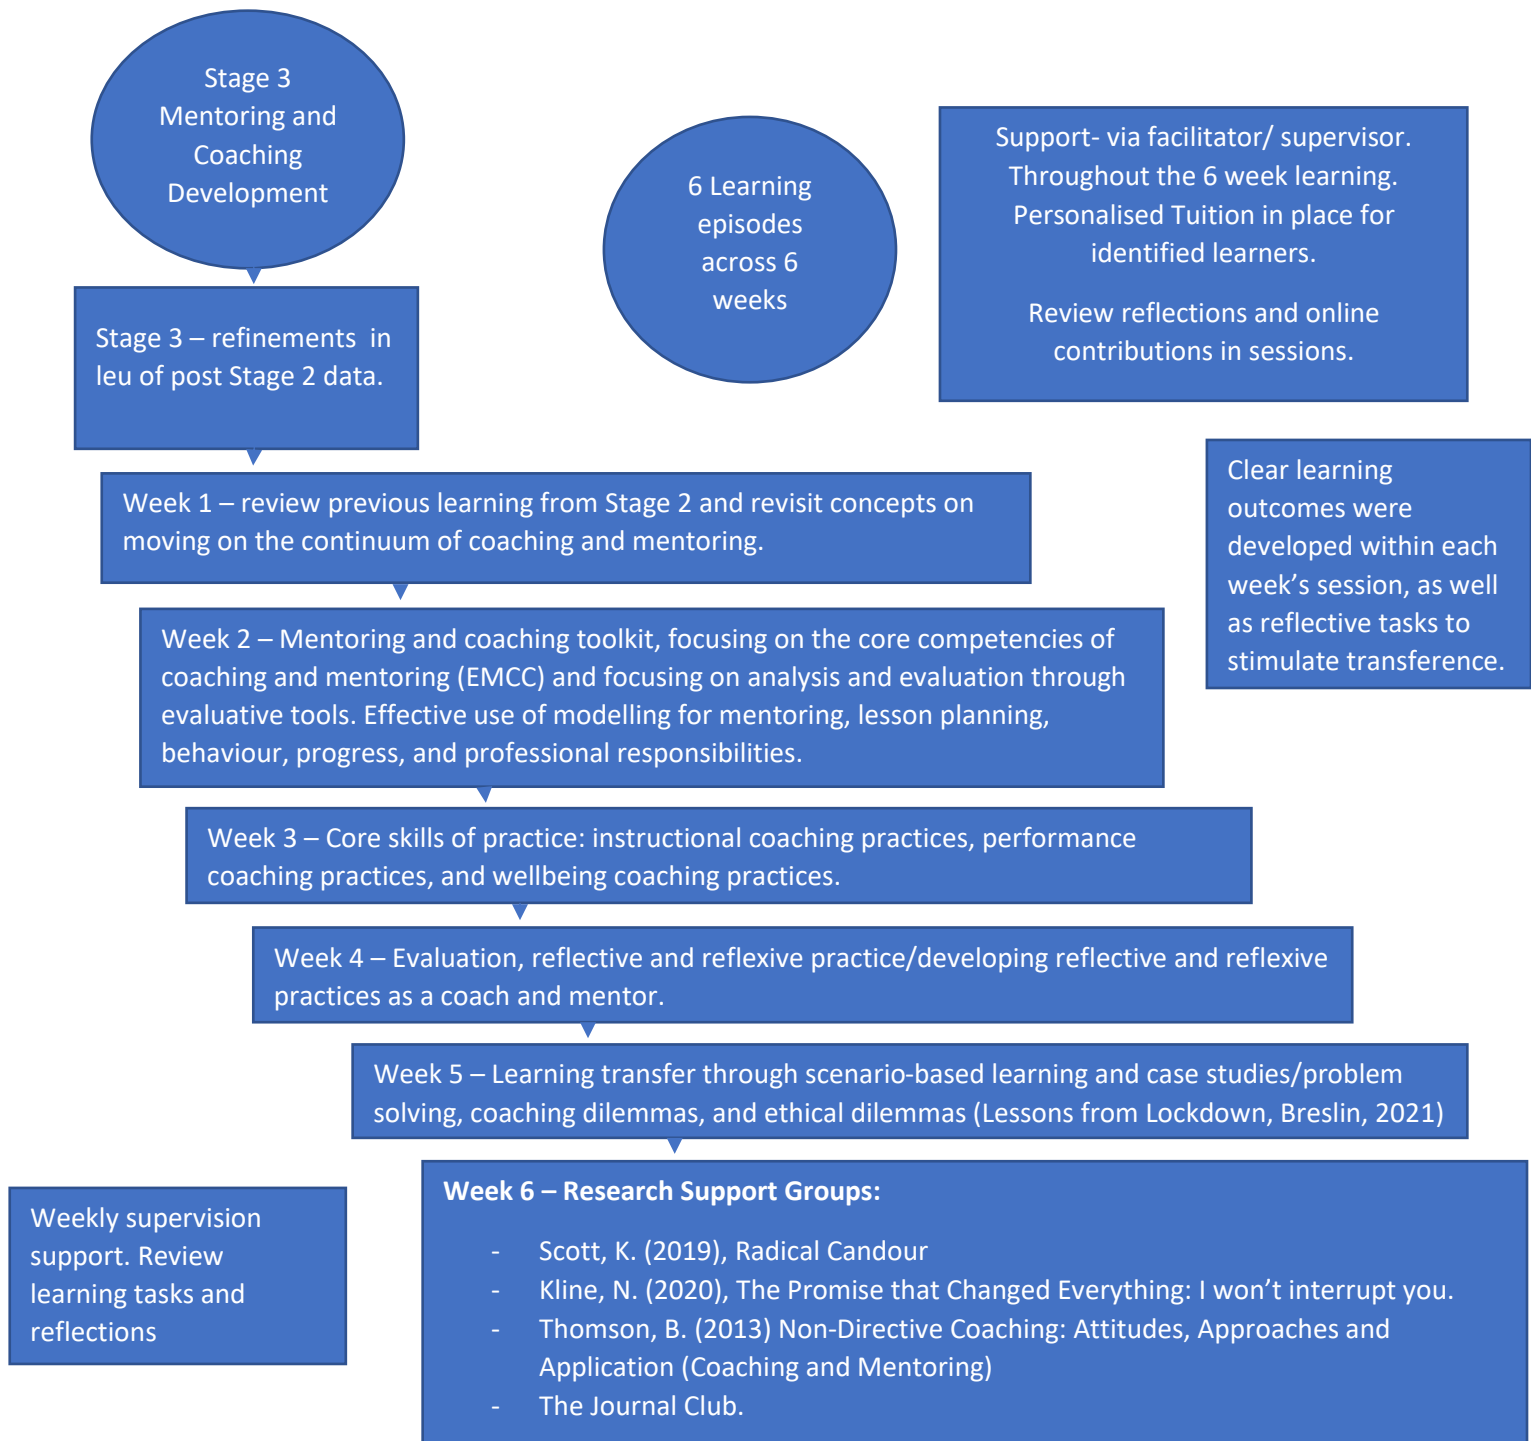 Stage 3
Mentoring and
Coaching
Development
6 Learning
episodes
across 6
weeks
Support- via facilitator/ supervisor.
Throughout the 6 week learning.
Personalised Tuition in place for
identified learners.
Review reflections and online
contributions in sessions.
Stage 3 – refinements  in
leu of post Stage 2 data.
Clear learning
outcomes were
developed within each
week’s session, as well
as reflective tasks to
stimulate transference.
Week 1 – review previous learning from Stage 2 and revisit concepts on
moving on the continuum of coaching and mentoring.
Week 2 – Mentoring and coaching toolkit, focusing on the core competencies of
coaching and mentoring (EMCC) and focusing on analysis and evaluation through
evaluative tools. Effective use of modelling for mentoring, lesson planning,
behaviour, progress, and professional responsibilities.
Week 3 – Core skills of practice: instructional coaching practices, performance
coaching practices, and wellbeing coaching practices.
Week 4 – Evaluation, reflective and reflexive practice/developing reflective and reflexive
practices as a coach and mentor.
Week 5 – Learning transfer through scenario-based learning and case studies/problem
solving, coaching dilemmas, and ethical dilemmas (Lessons from Lockdown, Breslin, 2021)
Weekly supervision
support. Review
learning tasks and
reflections
Week 6 – Research Support Groups:
- Scott, K. (2019), Radical Candour
- Kline, N. (2020), The Promise that Changed Everything: I won’t interrupt you.
- Thomson, B. (2013) Non-Directive Coaching: Attitudes, Approaches and
Application (Coaching and Mentoring)
- The Journal Club.